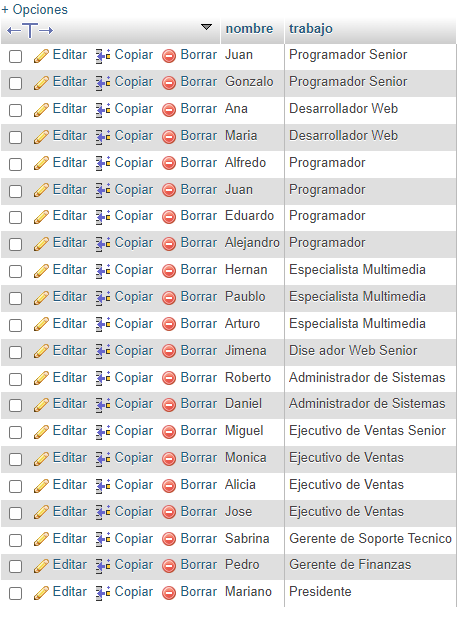 + Opciones
nombre trabajo
Editar Copiar Borrar Juan Programador Senior
Editar Copiar Borrar Gonzalo Programador Senior
Editar Copiar Borrar Ana Desarrollador Web
Editar Copiar Borrar Maria Desarrollador Web
Editar Copiar Borrar Alfredo Programador
Editar Copiar Borrar Juan Programador
Editar Copiar Borrar Eduardo Programador
Editar Copiar Borrar Alejandro Programador
Editar Copiar Borrar Hernan Especialista Multimedia
Editar Copiar Borrar Paublo Especialista Multimedia
Editar Copiar Borrar Arturo Especialista Multimedia
Editar Copiar Borrar Jimena Dise ador Web Senior
Editar Copiar Borrar Roberto Administrador de Sistemas
Editar Copiar Borrar Daniel Administrador de Sistemas
Editar Copiar Borrar Miguel Ejecutivo de Ventas Senior
Editar Copiar Borrar Monica Ejecutivo de Ventas
Editar Copiar Borrar Alicia Ejecutivo de Ventas
Editar Copiar Borrar Jose Ejecutivo de Ventas
Editar Copiar Borrar Sabrina Gerente de Soporte Tecnico
Editar Copiar Borrar Pedro Gerente de Finanzas
Editar Copiar Borrar Mariano Presidente